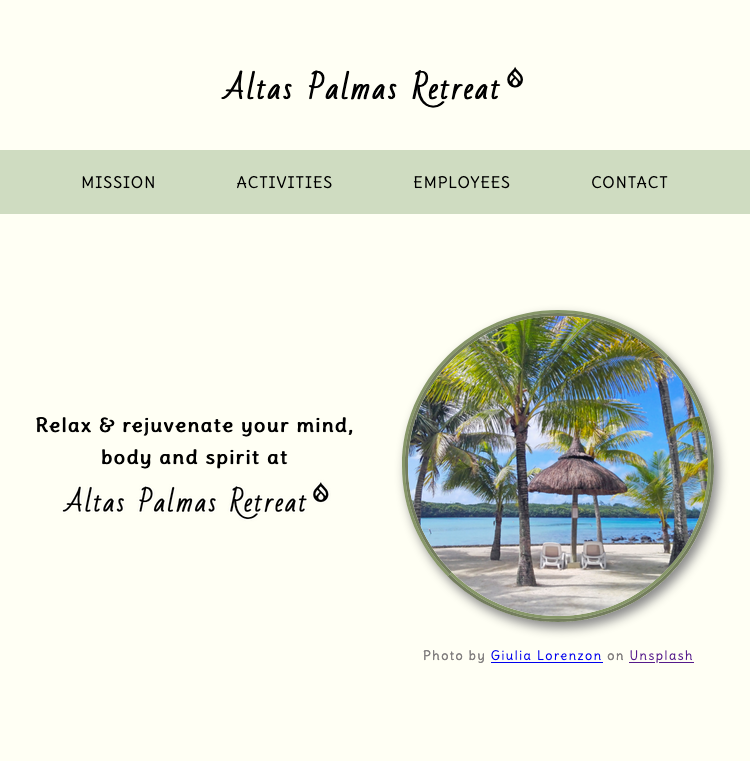 Altas Palmas Retreat
MISSION ACTIVITIES EMPLOYEES CONTACT
Relax & rejuvenate your mind,
body and spirit at
Altas Palmas Retreat
Photo by Giulia Lorenzon on Unsplash